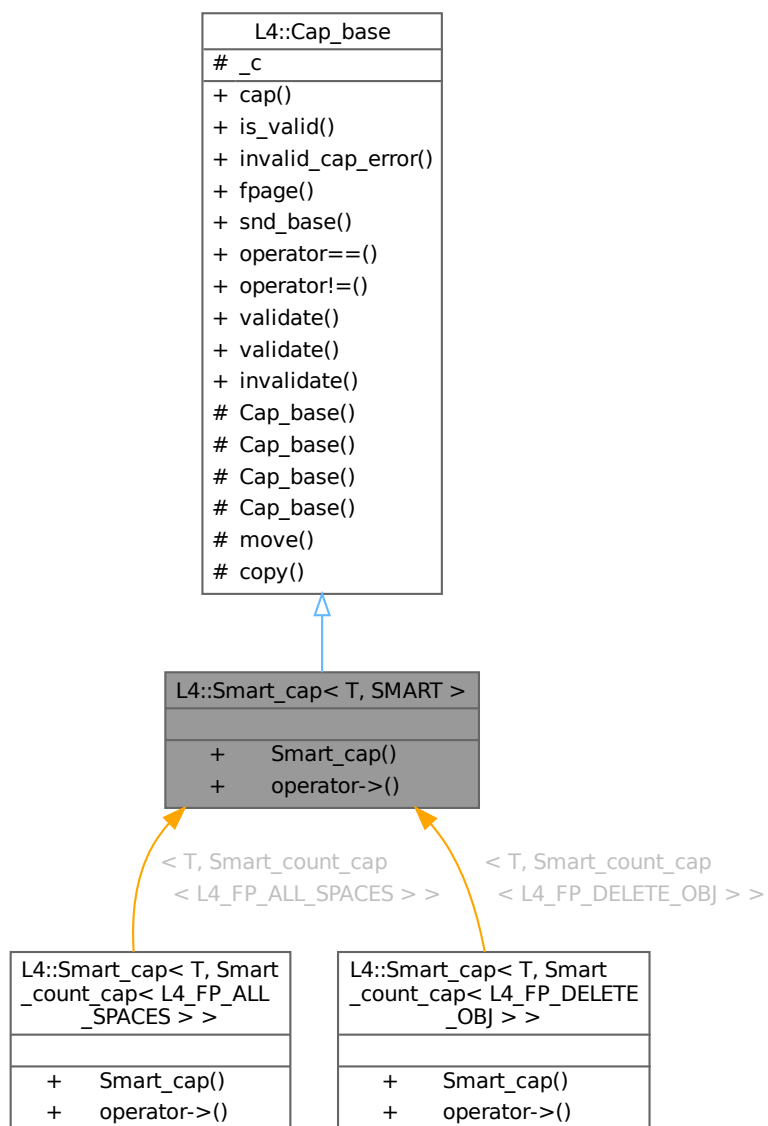 L4::Cap_base
# _c
+ cap()
+ is_valid()
+ invalid_cap_error()
+ fpage()
+ snd_base()
+ operator==()
+ operator!=()
+ validate()
+ validate()
+ invalidate()
# Cap_base()
# Cap_base()
# Cap_base()
# Cap_base()
# move()
# copy()
L4::Smart_cap< T, SMART >
+ Smart_cap()
+ operator->()
< T, Smart_count_cap
< L4_FP_ALL_SPACES > >
< T, Smart_count_cap
< L4_FP_DELETE_OBJ > >
L4::Smart_cap< T, Smart
_count_cap< L4_FP_ALL
_SPACES > >
+ Smart_cap()
+ operator->()
L4::Smart_cap< T, Smart
_count_cap< L4_FP_DELETE
_OBJ > >
+ Smart_cap()
+ operator->()